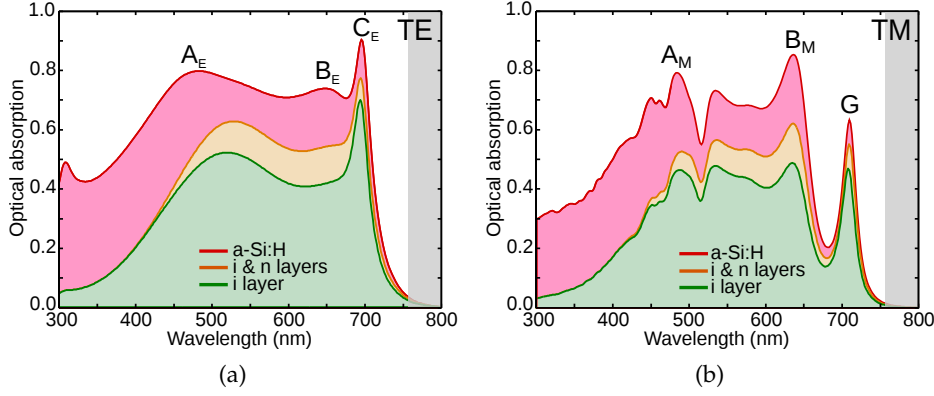 TE
A_E
B_E
C_E
Optical absorption
1.0
0.8
0.6
0.4
0.2
0.0
a-Si:H
i & n layers
i layer
300 400 500 600 700 800
Wavelength (nm)
(a)
TM
A_M
B_M
G
Optical absorption
1.0
0.8
0.6
0.4
0.2
0.0
a-Si:H
i & n layers
i layer
300 400 500 600 700 800
Wavelength (nm)
(b)